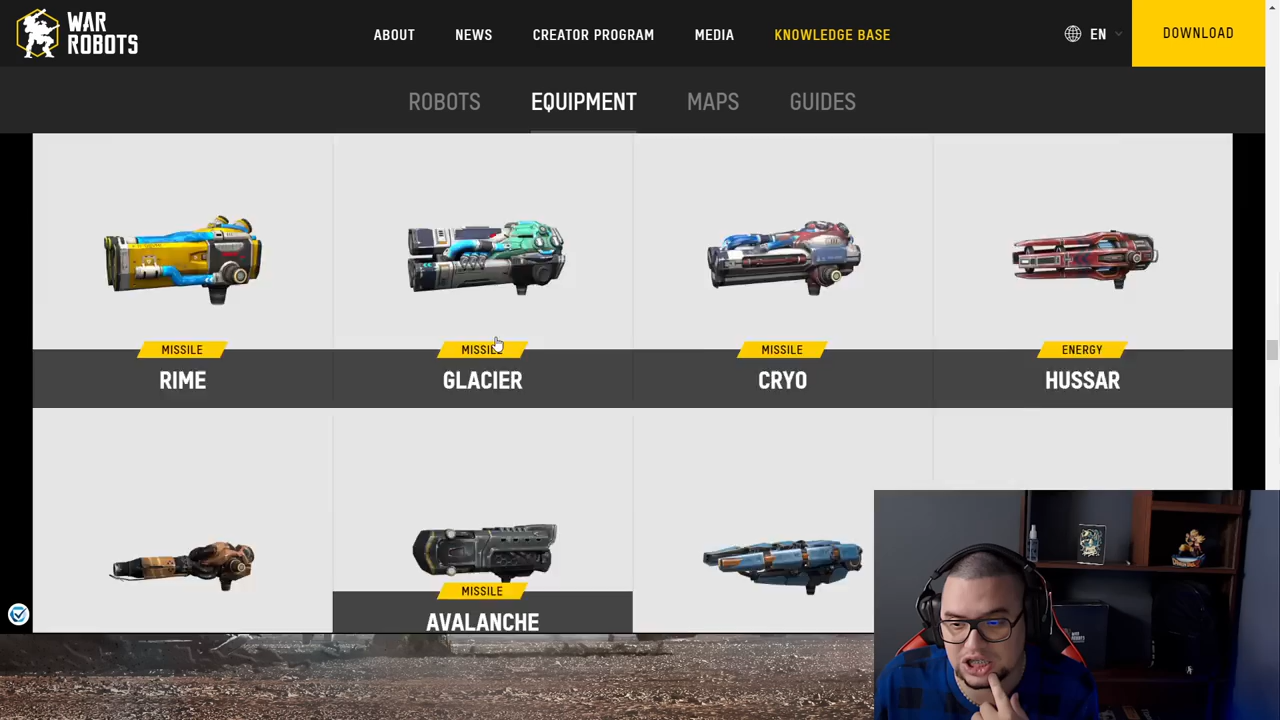 WAR
ROBOTS
ABOUT NEWS CREATOR PROGRAM MEDIA KNOWLEDGE BASE EN DOWNLOAD
ROBOTS EQUIPMENT MAPS GUIDES
MISSILE MISSILE MISSILE ENERGY
RIME GLACIER CRYO HUSSAR
MISSILE
AVALANCHE